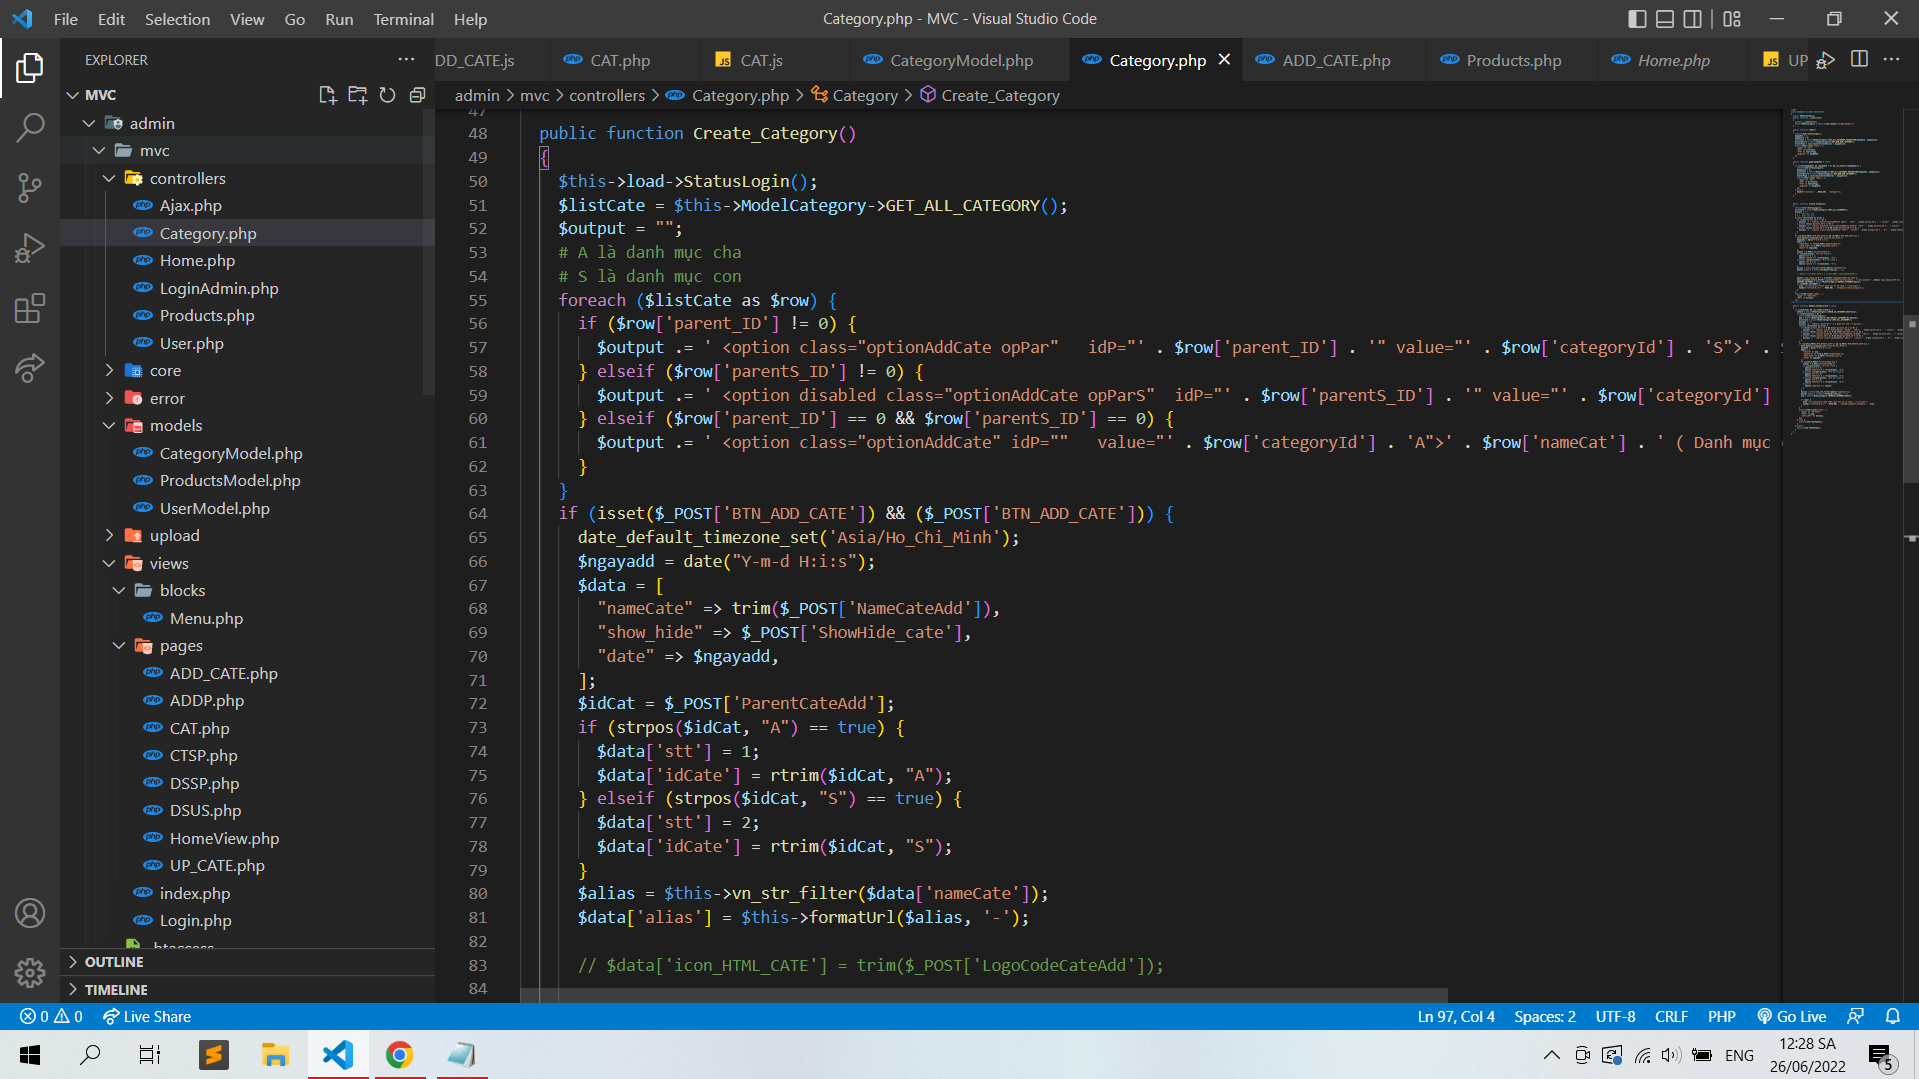 File Edit Selection View Go Run Terminal Help
Category.php - MVC - Visual Studio Code
EXPLORER
DD_CATE.js
CAT.php
JS CAT.js
CategoryModel.php
Category.php
ADD_CATE.php
Products.php
Home.php
JS UP
MVC
admin > mvc > controllers > Category.php > Category > Create_Category
admin
mvc
controllers
Ajax.php
Category.php
Home.php
LoginAdmin.php
Products.php
User.php
core
error
models
CategoryModel.php
ProductsModel.php
UserModel.php
upload
views
blocks
Menu.php
pages
ADD_CATE.php
ADDP.php
CAT.php
CTSP.php
DSSP.php
DSUS.php
HomeView.php
UP_CATE.php
index.php
Login.php
.htaccess
OUTLINE
TIMELINE
47
48 public function Create_Category()
49 {
50 $this->load->StatusLogin();
51 $listCate = $this->ModelCategory->GET_ALL_CATEGORY();
52 $output = "";
53 # A là danh mục cha
54 # S là danh mục con
55 foreach ($listCate as $row) {
56 if ($row['parent_ID'] != 0) {
57 $output .= ' <option class="optionAddCate opPar"   idP="' . $row['parent_ID'] . '" value="' . $row['categoryId'] . 'S">' .
58 } elseif ($row['parentS_ID'] != 0) {
59 $output .= ' <option disabled class="optionAddCate opParS"  idP="' . $row['parentS_ID'] . '" value="' . $row['categoryId']
60 } elseif ($row['parent_ID'] == 0 && $row['parentS_ID'] == 0) {
61 $output .= ' <option class="optionAddCate" idP=""   value="' . $row['categoryId'] . 'A">' . $row['nameCat'] . ' ( Danh mục
62 }
63 }
64 if (isset($_POST['BTN_ADD_CATE']) && ($_POST['BTN_ADD_CATE'])) {
65 date_default_timezone_set('Asia/Ho_Chi_Minh');
66 $ngayadd = date("Y-m-d H:i:s");
67 $data = [
68 "nameCate" => trim($_POST['NameCateAdd']),
69 "show_hide" => $_POST['ShowHide_cate'],
70 "date" => $ngayadd,
71 ];
72 $idCat = $_POST['ParentCateAdd'];
73 if (strpos($idCat, "A") == true) {
74 $data['stt'] = 1;
75 $data['idCate'] = rtrim($idCat, "A");
76 } elseif (strpos($idCat, "S") == true) {
77 $data['stt'] = 2;
78 $data['idCate'] = rtrim($idCat, "S");
79 }
80 $alias = $this->vn_str_filter($data['nameCate']);
81 $data['alias'] = $this->formatUrl($alias, '-');
82
83 // $data['icon_HTML_CATE'] = trim($_POST['LogoCodeCateAdd']);
84
0 0 Live Share
Ln 97, Col 4 Spaces: 2 UTF-8 CRLF PHP Go Live
ENG
12:28 SA
26/06/2022
5